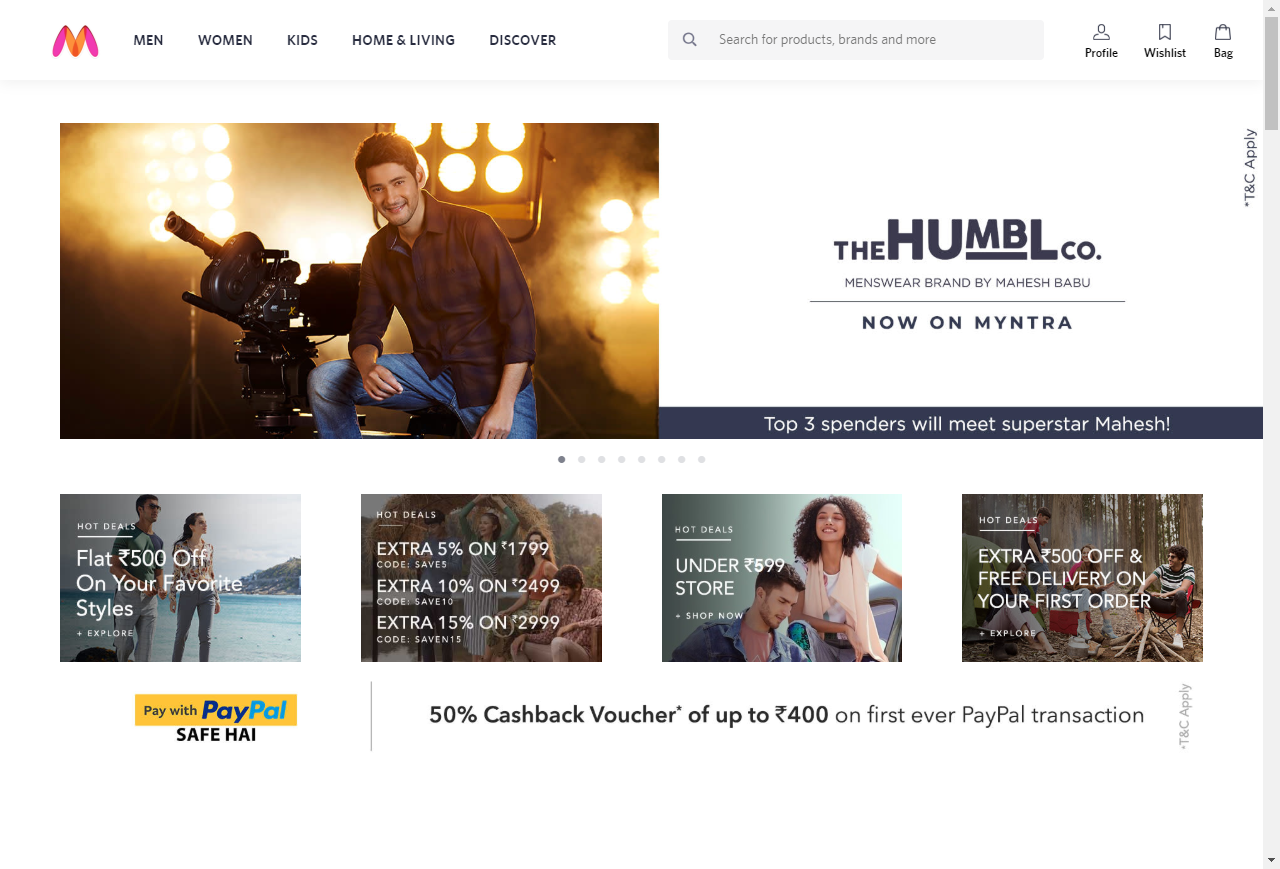 MEN WOMEN KIDS HOME & LIVING DISCOVER
Search for products, brands and more
Profile Wishlist Bag
*T&C Apply
THE HUMBL CO.
MENSWEAR BRAND BY MAHESH BABU
NOW ON MYNTRA
Top 3 spenders will meet superstar Mahesh!
HOT DEALS
Flat ₹500 Off
On Your Favorite
Styles
+ EXPLORE
HOT DEALS
EXTRA 5% ON ₹1799
CODE: SAVE5
EXTRA 10% ON ₹2499
CODE: SAVE10
EXTRA 15% ON ₹2999
CODE: SAVEN15
HOT DEALS
UNDER ₹599
STORE
+ SHOP NOW
HOT DEALS
EXTRA ₹500 OFF &
FREE DELIVERY ON
YOUR FIRST ORDER
+ EXPLORE
Pay with PayPal
SAFE HAI
50% Cashback Voucher* of up to ₹400 on first ever PayPal transaction
*T&C Apply